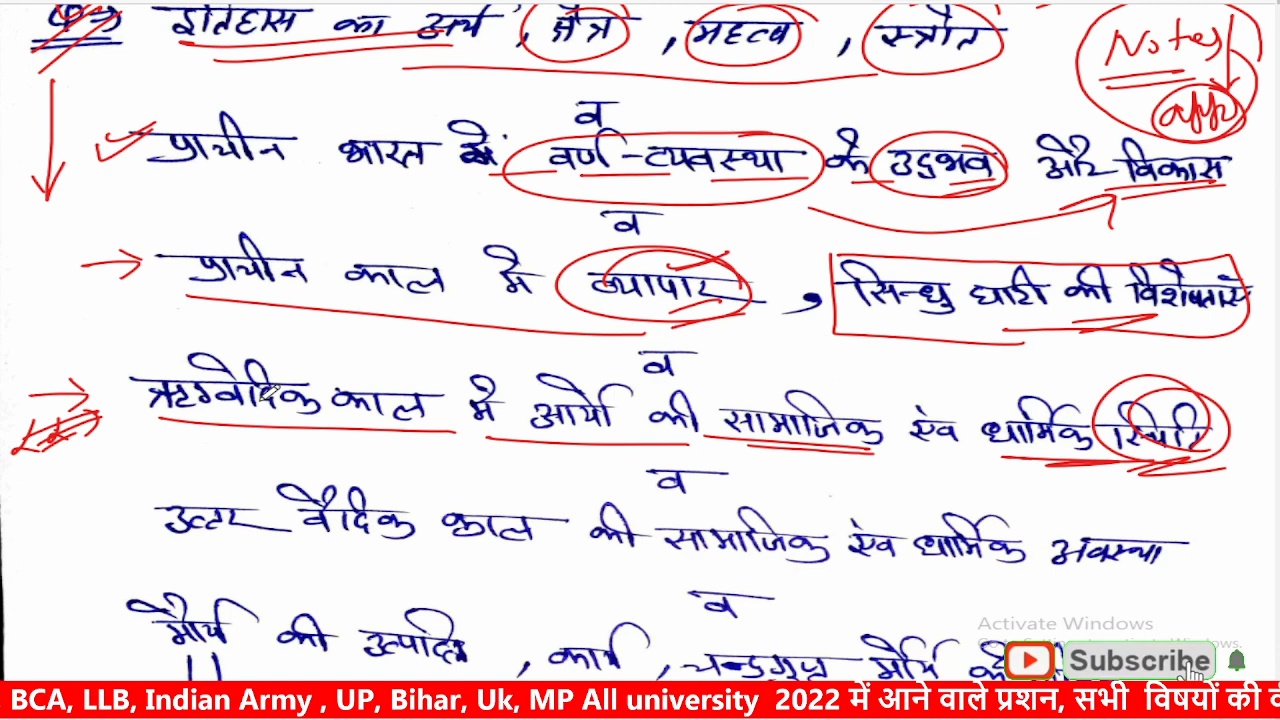 इतिहास का अर्थ, क्षेत्र, महत्व, स्त्रोत
Notes
app
व
प्राचीन भारत में वर्ण-व्यवस्था के उद्भव और विकास
व
प्राचीन काल में व्यापार, सिन्धु घाटी की विशेषताएं
व
ऋग्वेदिक काल में आर्यो की सामाजिक एंव धार्मिक स्थिति
व
उत्तर वैदिक काल की सामाजिक एंव धार्मिक अवस्था
व
मौर्य की उत्पत्ति, कार्य, चन्द्रगुप्त मौर्य के
Activate Windows
Subscribe
BCA, LLB, Indian Army , UP, Bihar, Uk, MP All university 2022 में आने वाले प्रशन, सभी विषयों की